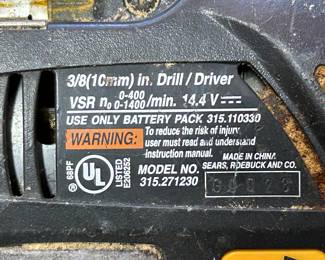 3/8(10mm) in. Drill / Driver
VSR n₀ 0-400 0-1400/min. 14.4 V
USE ONLY BATTERY PACK 315.110330
WARNING: To reduce the risk of injury
user must read and understand
instruction manual.
68PF
UL
LISTED
E206252
MADE IN CHINA
SEARS, ROEBUCK AND CO.
MODEL NO.
315.271230